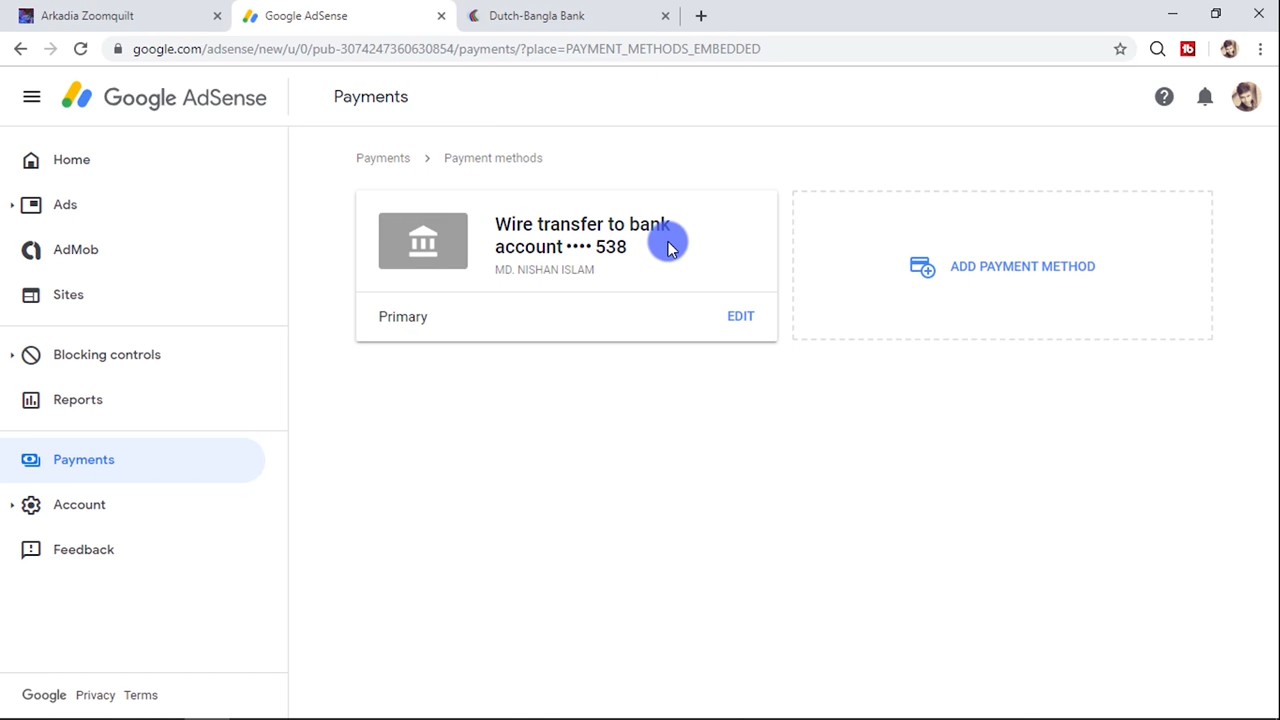 Arkadia Zoomquilt
Google AdSense
Dutch-Bangla Bank
google.com/adsense/new/u/0/pub-3074247360630854/payments/?place=PAYMENT_METHODS_EMBEDDED
Google AdSense
Payments
Home
Ads
AdMob
Sites
Blocking controls
Reports
Payments
Account
Feedback
Google Privacy Terms
Payments > Payment methods
Wire transfer to bank
account •••• 538
MD. NISHAN ISLAM
Primary
EDIT
ADD PAYMENT METHOD